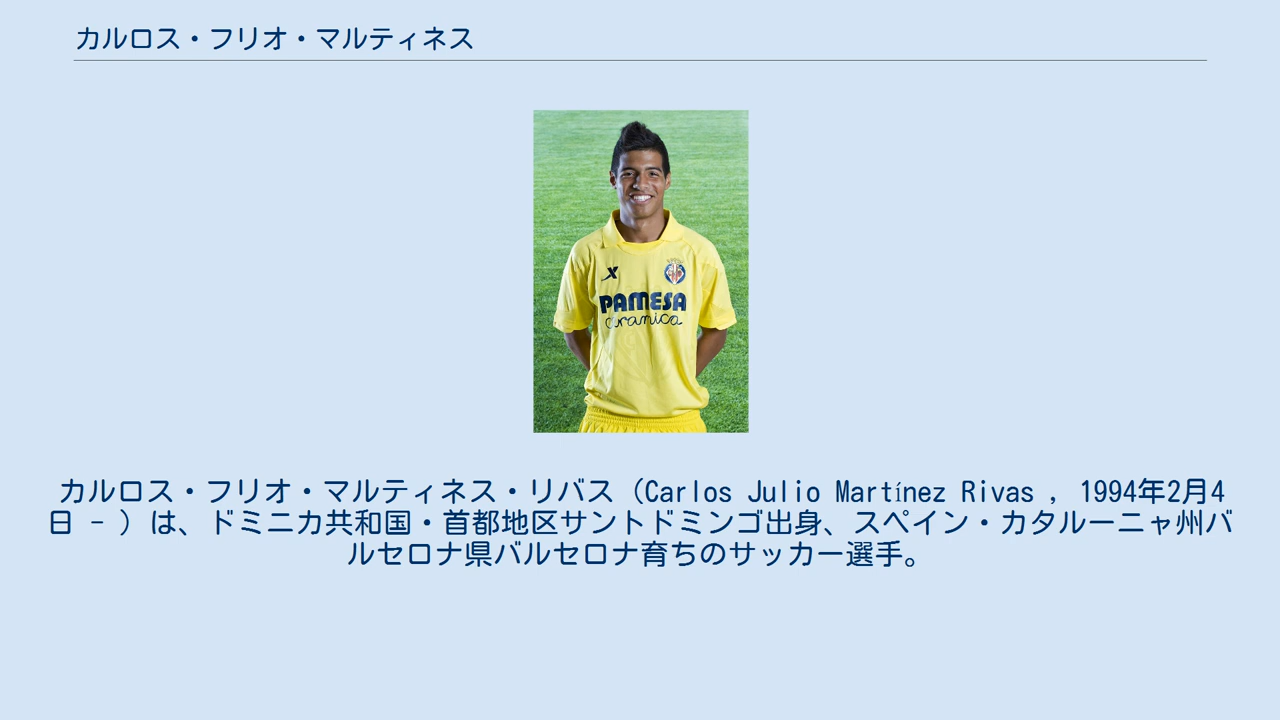 カルロス・フリオ・マルティネス
PAMESA
ceramica
カルロス・フリオ・マルティネス・リバス（Carlos Julio Martínez Rivas , 1994年2月4
日 - ）は、ドミニカ共和国・首都地区サントドミンゴ出身、スペイン・カタルーニャ州バ
ルセロナ県バルセロナ育ちのサッカー選手。